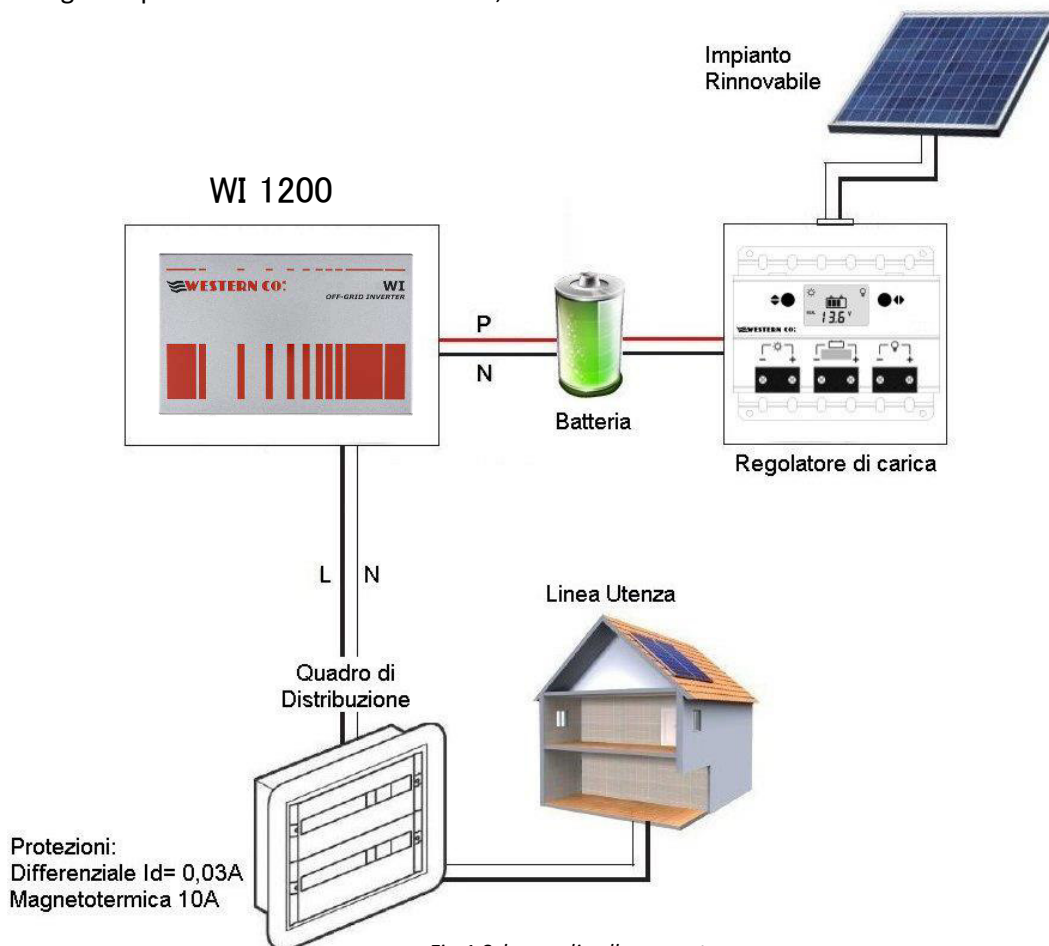 Impianto
Rinnovabile
WI 1200
WESTERN CO.
WI
OFF-GRID INVERTER
P
N
Batteria
13.6 V
WESTERN CO.
- +
- +
- +
Regolatore di carica
L N
Linea Utenza
Quadro di
Distribuzione
Protezioni:
Differenziale Id= 0,03A
Magnetotermica 10A